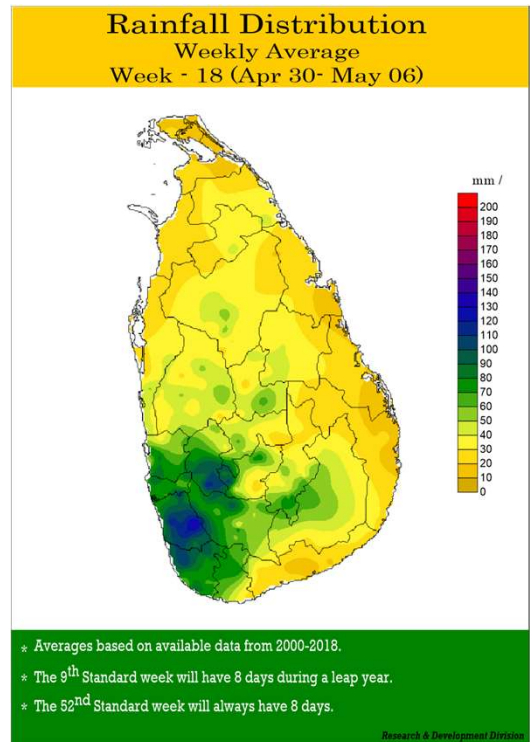 Rainfall Distribution
Weekly Average
Week - 18 (Apr 30- May 06)
mm /
200
190
180
170
160
150
140
130
120
110
100
90
80
70
60
50
40
30
20
10
0
* Averages based on available data from 2000-2018.
* The 9th Standard week will have 8 days during a leap year.
* The 52nd Standard week will always have 8 days.
Research & Development Division